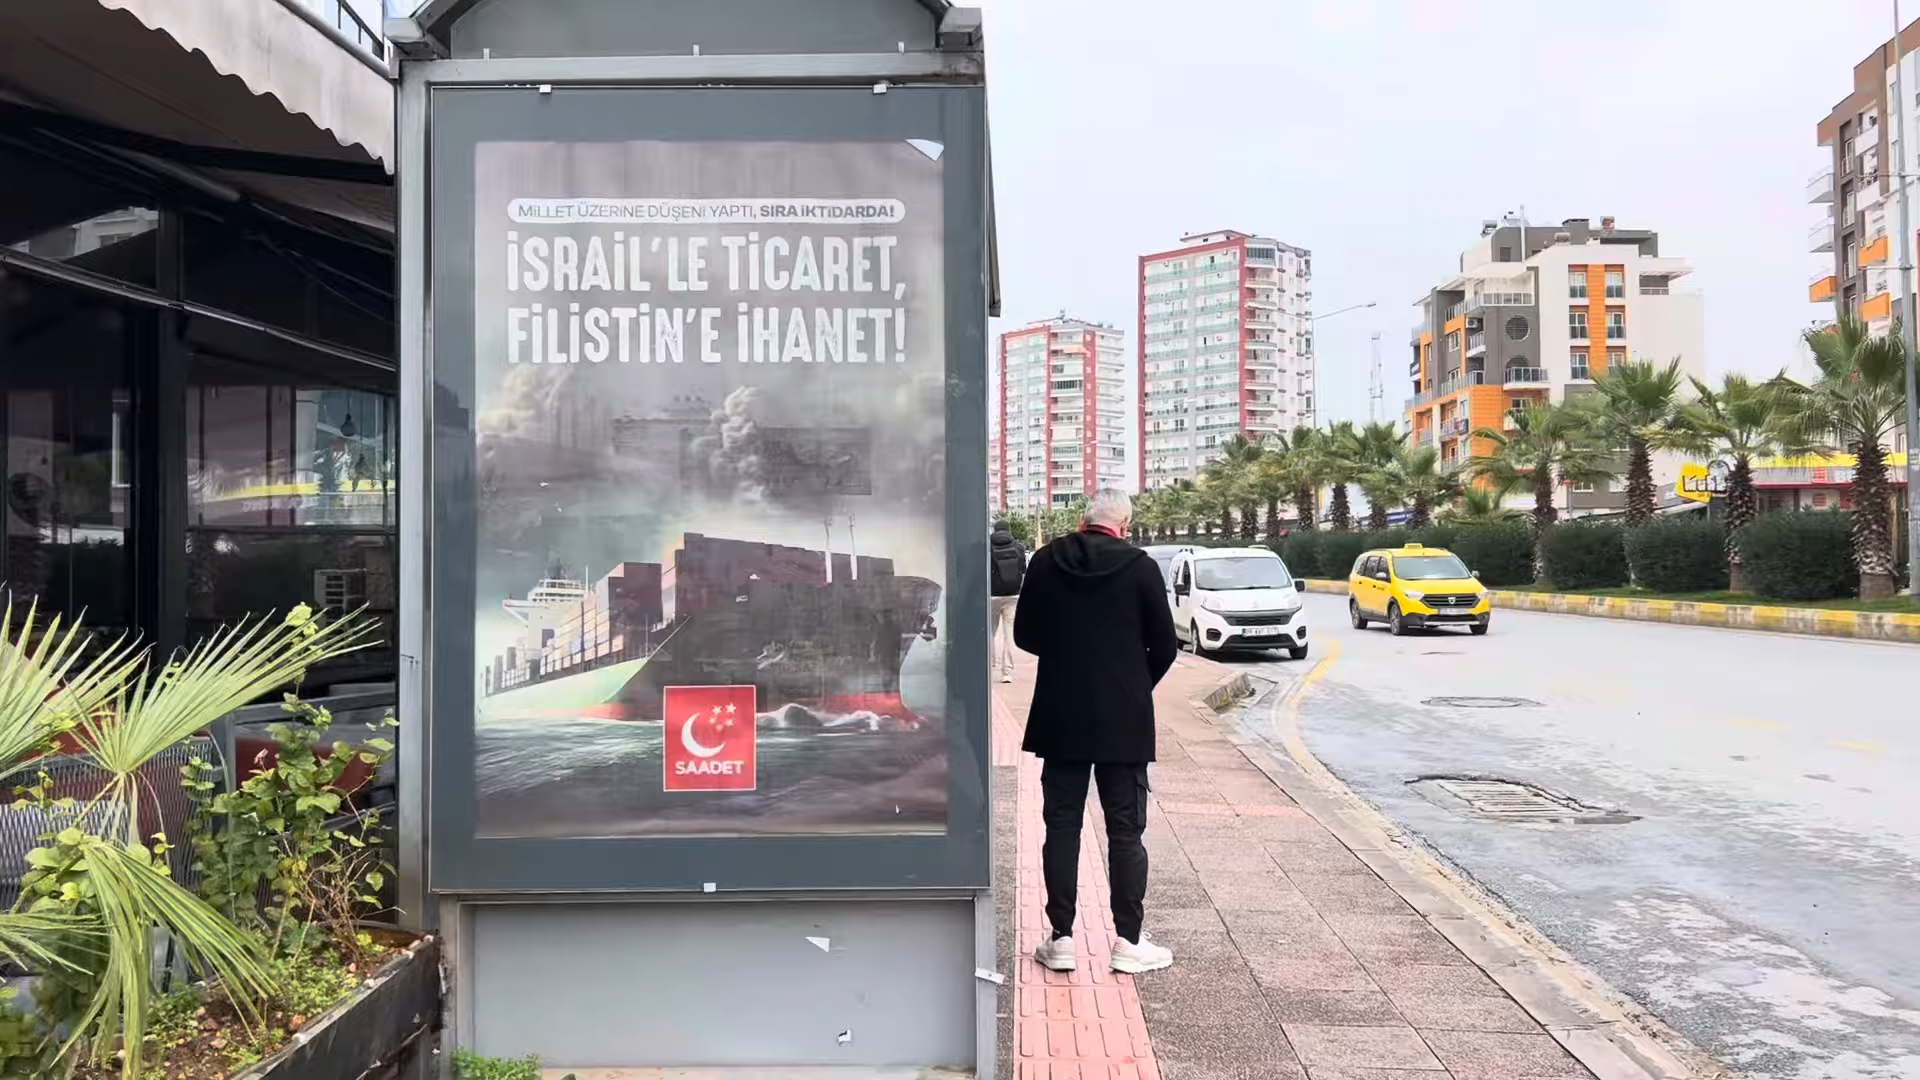 MİLLET ÜZERİNE DÜŞENİ YAPTI, SIRA İKTİDARDA!
İSRAİL'LE TİCARET,
FİLİSTİN'E İHANET!
SAADET